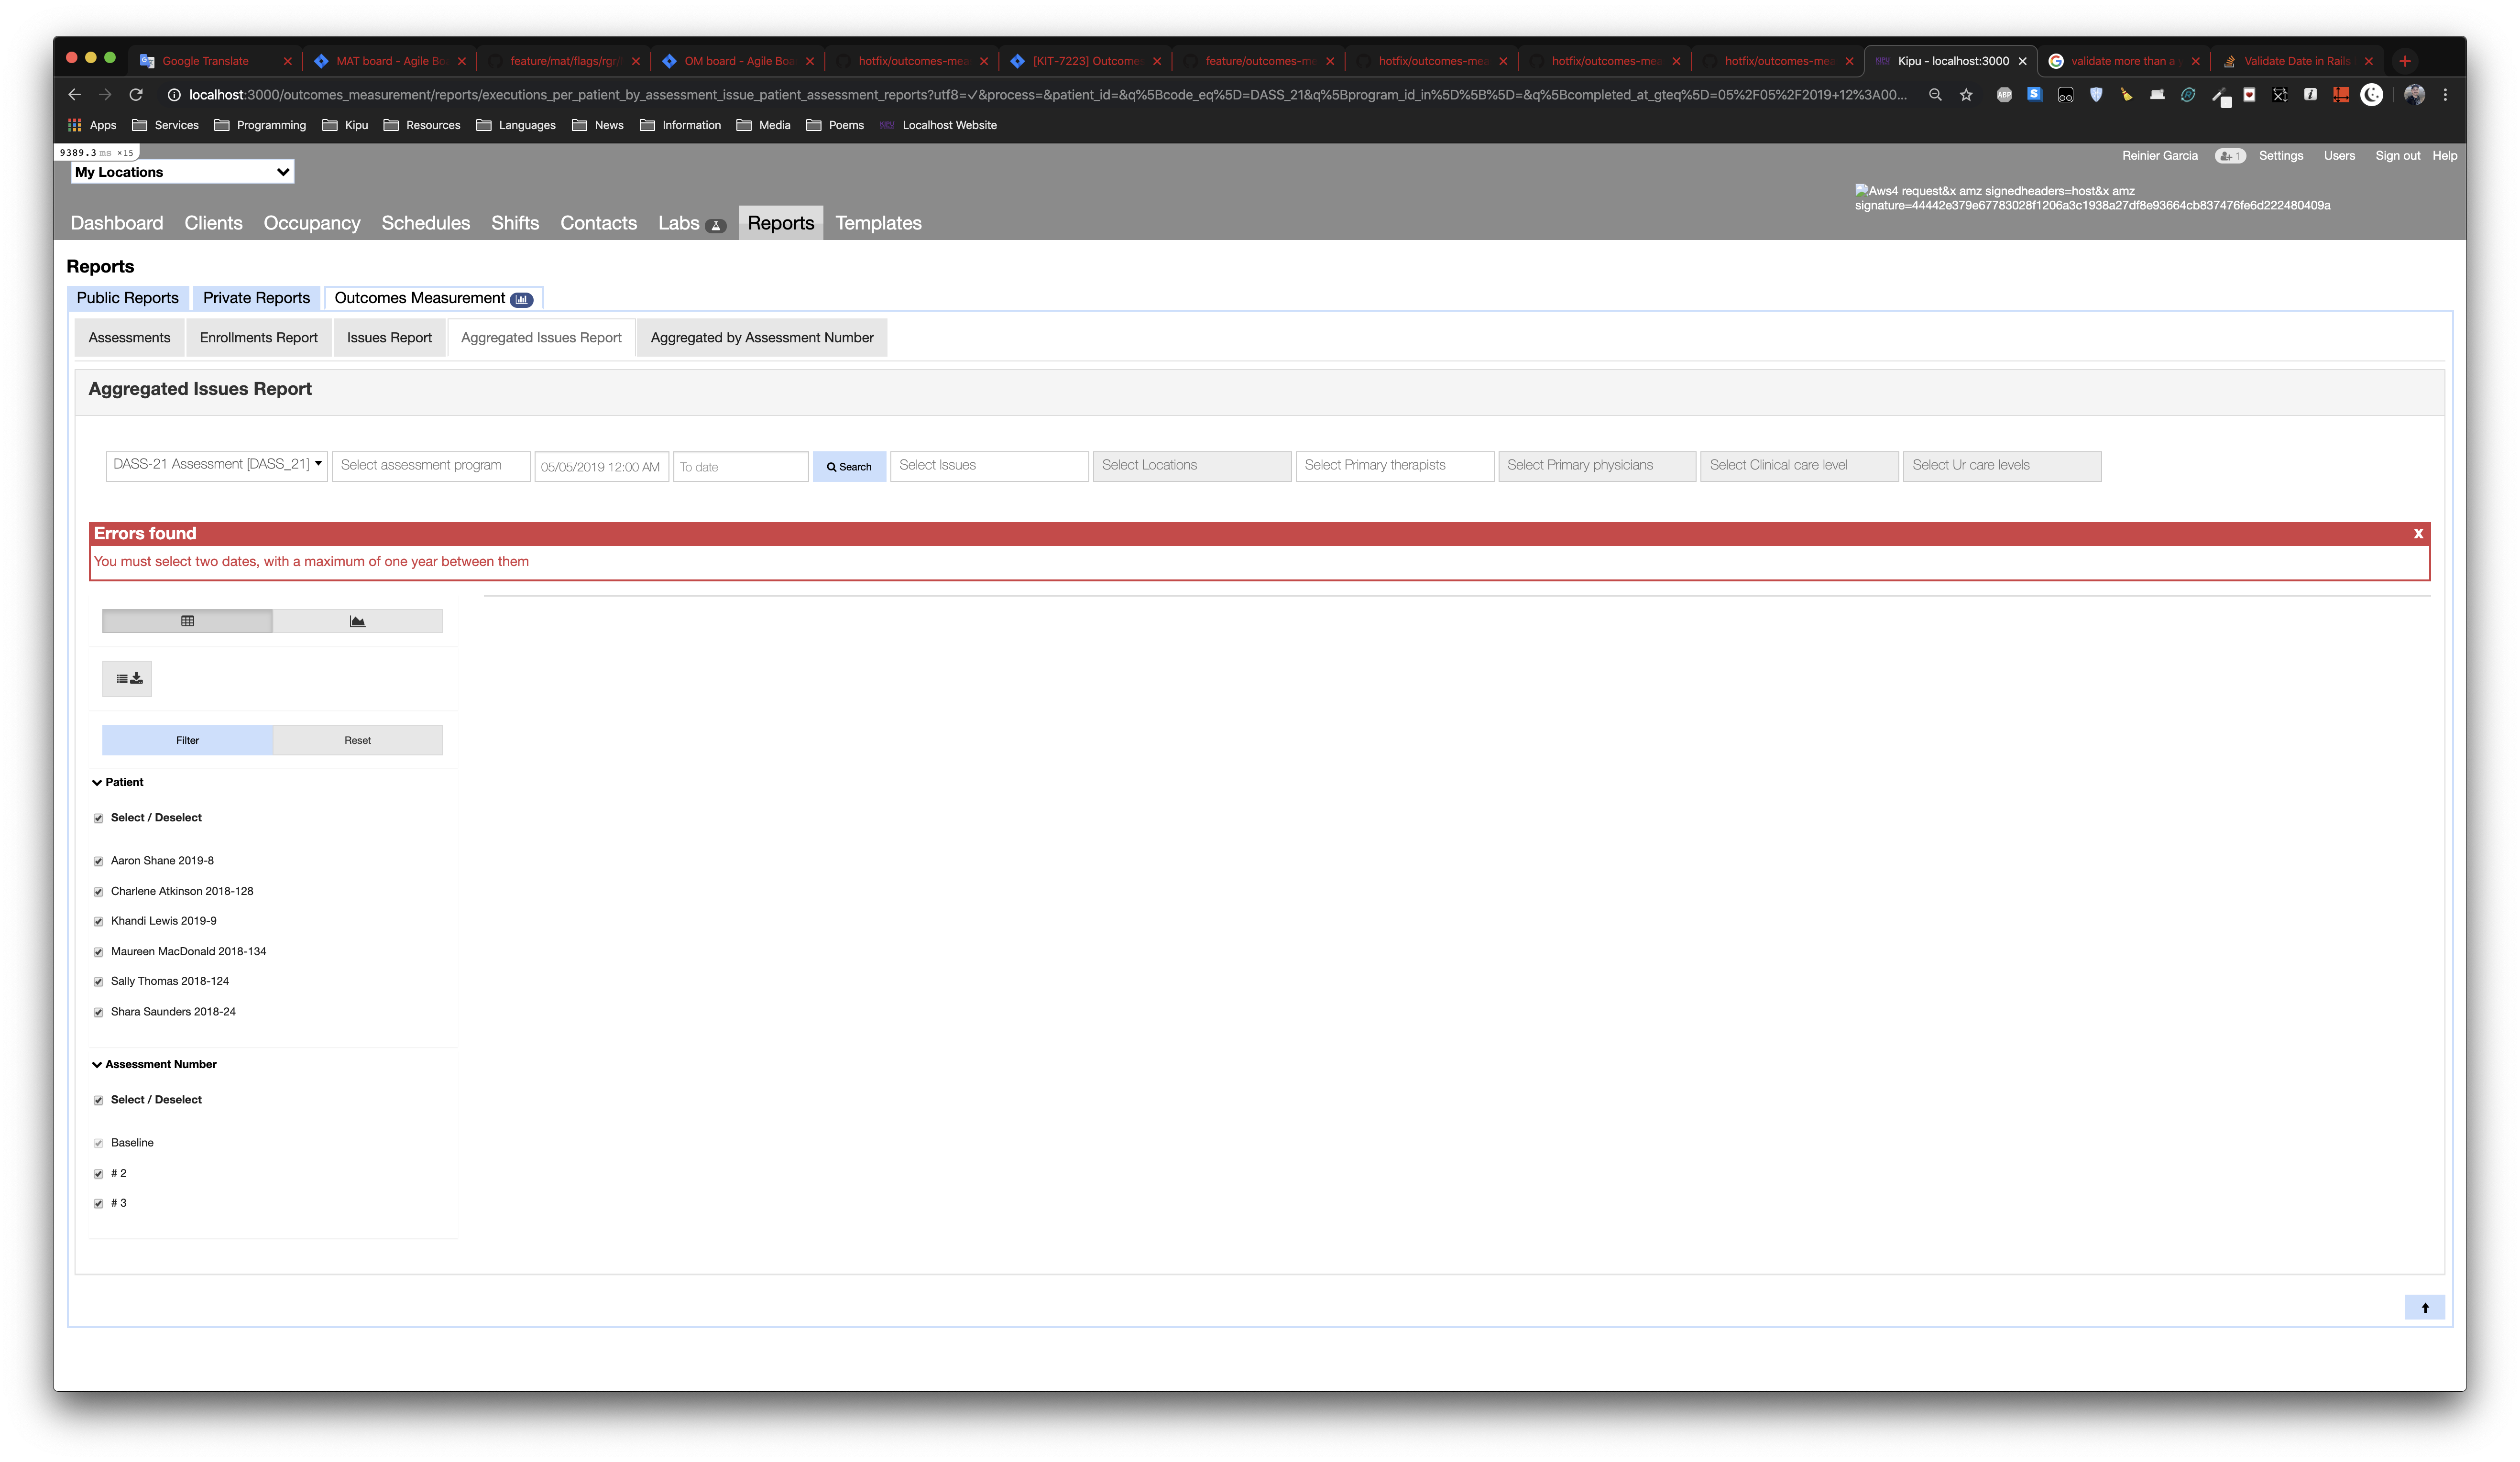 Google Translate
MAT board - Agile Boa
feature/mat/flags/rgr/
OM board - Agile Boa
hotfix/outcomes-mea
[KIT-7223] Outcomes
feature/outcomes-me
hotfix/outcomes-mea
hotfix/outcomes-mea
hotfix/outcomes-mea
Kipu - localhost:3000
validate more than a
Validate Date in Rails
localhost:3000/outcomes_measurement/reports/executions_per_patient_by_assessment_issue_patient_assessment_reports?utf8=✓&process=&patient_id=&q%5Bcode_eq%5D=DASS_21&q%5Bprogram_id_in%5D%5B%5D=&q%5Bcompleted_at_gteq%5D=05%2F05%2F2019+12%3A00...
Apps Services Programming Kipu Resources Languages News Information Media Poems Localhost Website
9389.3 ms ×15
My Locations
Reinier Garcia 1 Settings Users Sign out Help
Aws4 request&x amz signedheaders=host&x amz
signature=44442e379e67783028f1206a3c1938a27df8e93664cb837476fe6d222480409a
Dashboard Clients Occupancy Schedules Shifts Contacts Labs Reports Templates
Reports
Public Reports Private Reports Outcomes Measurement
Assessments Enrollments Report Issues Report Aggregated Issues Report Aggregated by Assessment Number
Aggregated Issues Report
DASS-21 Assessment [DASS_21] Select assessment program 05/05/2019 12:00 AM To date Search Select Issues Select Locations Select Primary therapists Select Primary physicians Select Clinical care level Select Ur care levels
Errors found x
You must select two dates, with a maximum of one year between them
Filter Reset
Patient
Select / Deselect
Aaron Shane 2019-8
Charlene Atkinson 2018-128
Khandi Lewis 2019-9
Maureen MacDonald 2018-134
Sally Thomas 2018-124
Shara Saunders 2018-24
Assessment Number
Select / Deselect
Baseline
# 2
# 3